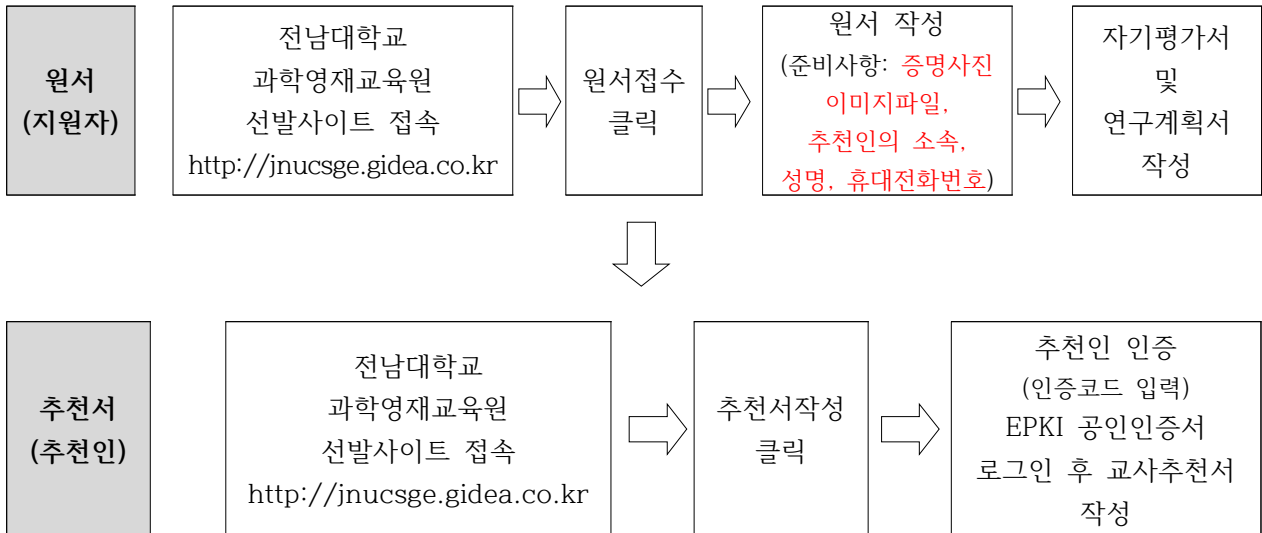 원서
(지원자)
전남대학교
과학영재교육원
선발사이트 접속
http://jnucsge.gidea.co.kr
원서접수
클릭
원서 작성
(준비사항: 증명사진
이미지파일,
추천인의 소속,
성명, 휴대전화번호)
자기평가서
및
연구계획서
작성
추천서
(추천인)
전남대학교
과학영재교육원
선발사이트 접속
http://jnucsge.gidea.co.kr
추천서작성
클릭
추천인 인증
(인증코드 입력)
EPKI 공인인증서
로그인 후 교사추천서
작성